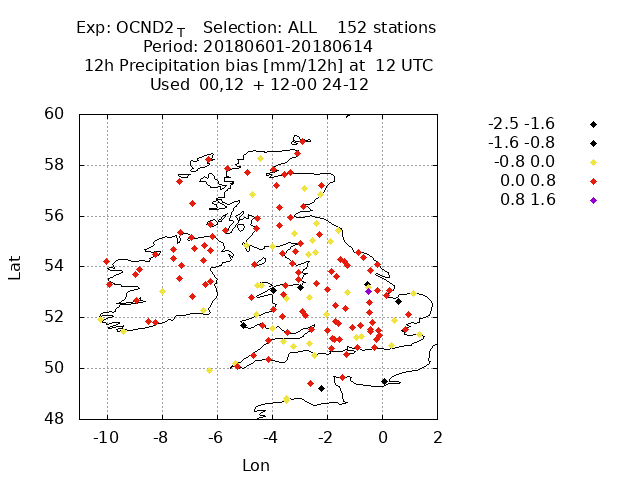 Exp: OCND2T Selection: ALL 152 stations
Period: 20180601-20180614
12h Precipitation bias [mm/12h] at 12 UTC
Used 00,12 + 12-00 24-12
-2.5 -1.6
-1.6 -0.8
-0.8 0.0
0.0 0.8
0.8 1.6
60
58
56
54
52
50
48
Lat
-10 -8 -6 -4 -2 0 2
Lon